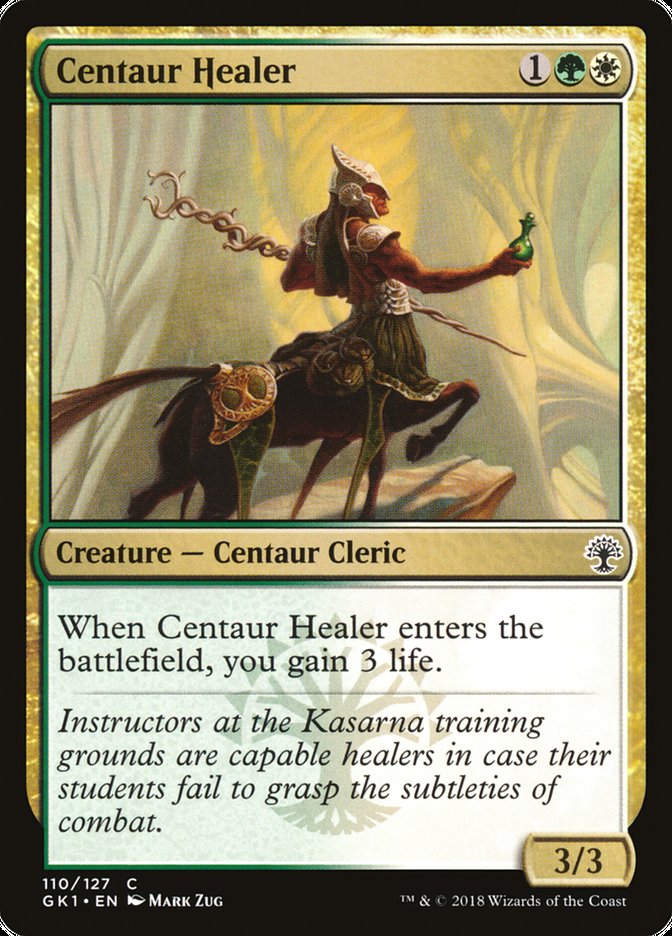 Centaur Healer 1
Creature — Centaur Cleric
When Centaur Healer enters the
battlefield, you gain 3 life.
Instructors at the Kasarna training
grounds are capable healers in case their
students fail to grasp the subtleties of
combat.
3/3
110/127 C
GK1 • EN Mark Zug ™ & © 2018 Wizards of the Coast